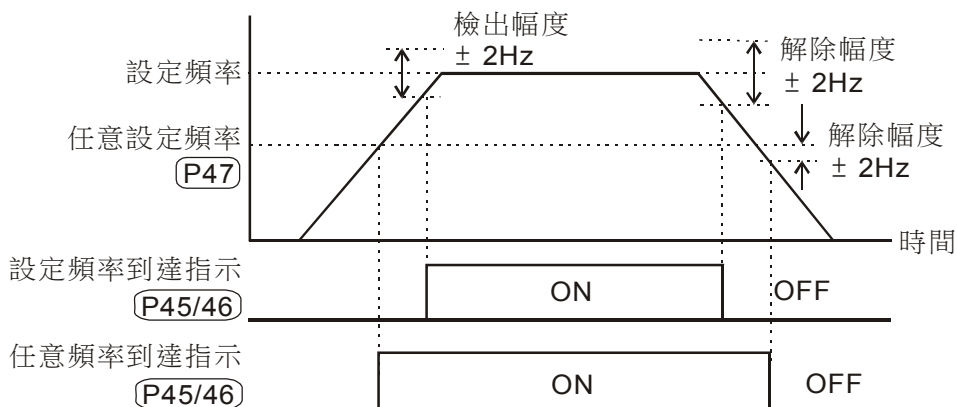 檢出幅度
± 2Hz
解除幅度
± 2Hz
設定頻率
任意設定頻率
P47
解除幅度
± 2Hz
時間
設定頻率到達指示
P45/46
ON
OFF
任意頻率到達指示
P45/46
ON
OFF